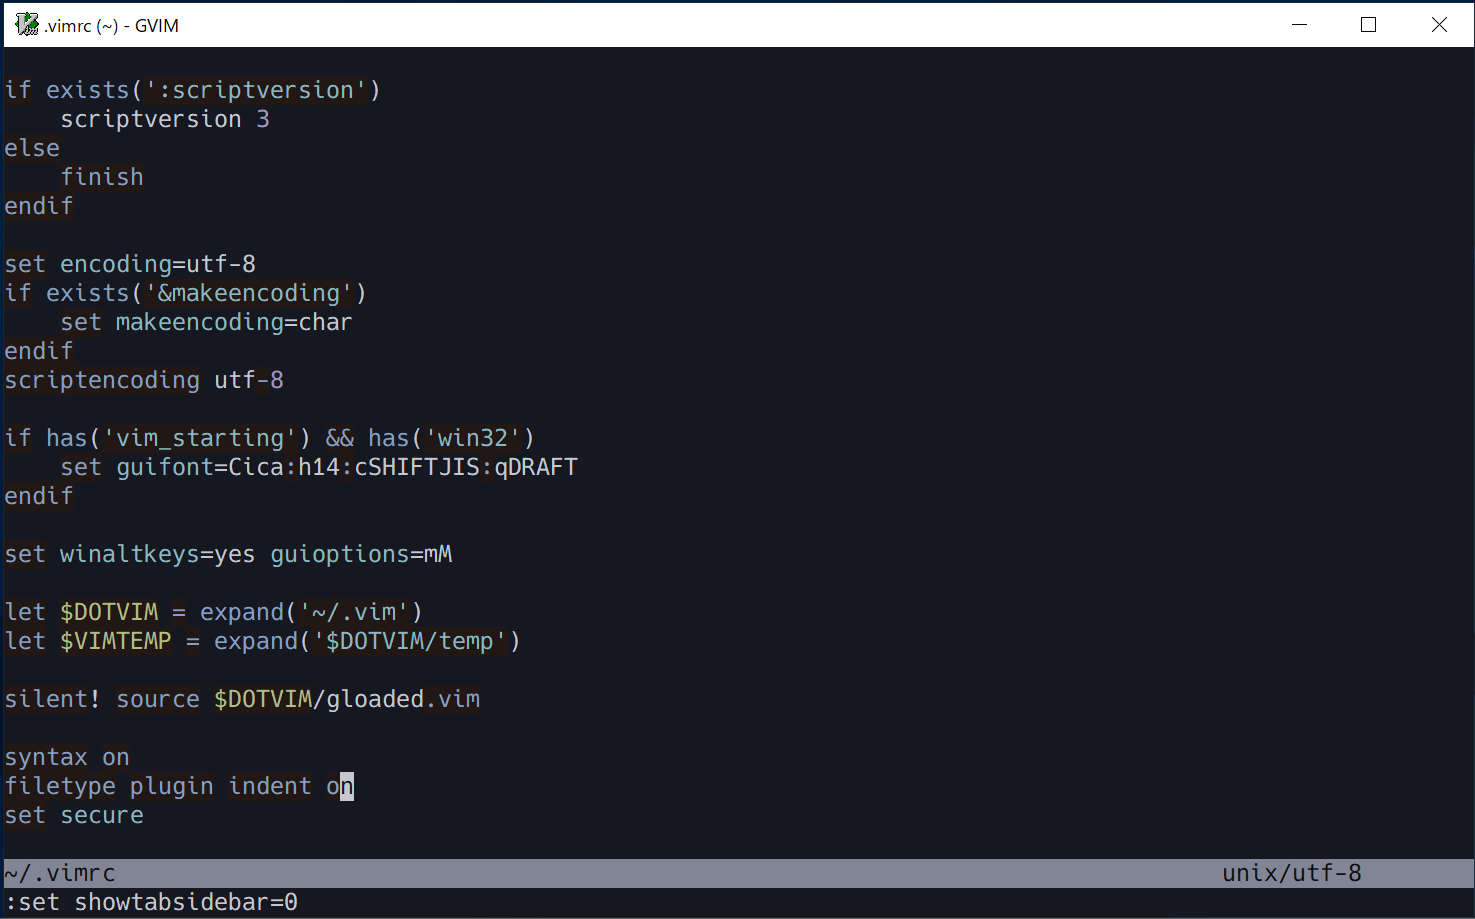 .vimrc (~) - GVIM
if exists(':scriptversion')
    scriptversion 3
else
    finish
endif
set encoding=utf-8
if exists('&makeencoding')
    set makeencoding=char
endif
scriptencoding utf-8
if has('vim_starting') && has('win32')
    set guifont=Cica:h14:cSHIFTJIS:qDRAFT
endif
set winaltkeys=yes guioptions=mM
let $DOTVIM = expand('~/.vim')
let $VIMTEMP = expand('$DOTVIM/temp')
silent! source $DOTVIM/gloaded.vim
syntax on
filetype plugin indent on
set secure
~/.vimrc unix/utf-8
:set showtabsidebar=0